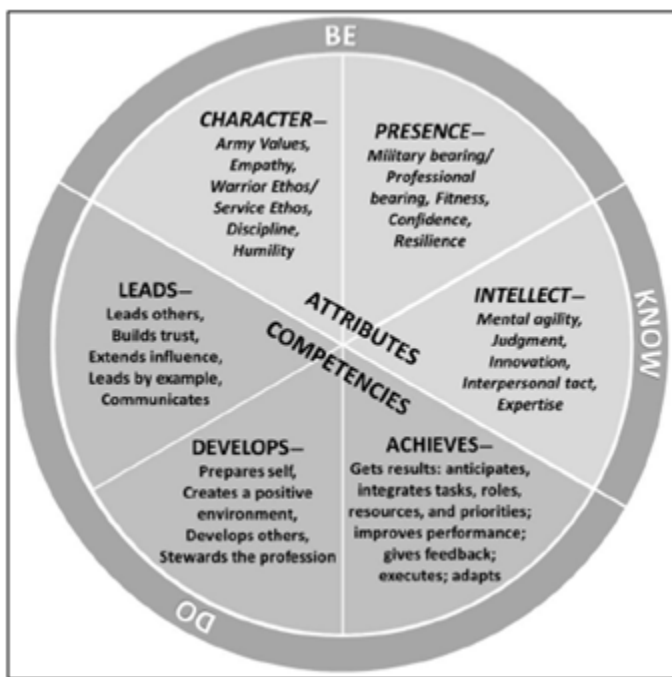 BE
CHARACTER—
Army Values,
Empathy,
Warrior Ethos/
Service Ethos,
Discipline,
Humility
PRESENCE—
Military bearing/
Professional
bearing, Fitness,
Confidence,
Resilience
KNOW
INTELLECT—
Mental agility,
Judgment,
Innovation,
Interpersonal tact,
Expertise
ATTRIBUTES
COMPETENCIES
LEADS—
Leads others,
Builds trust,
Extends influence,
Leads by example,
Communicates
DEVELOPS—
Prepares self,
Creates a positive
environment,
Develops others,
Stewards the profession
ACHIEVES—
Gets results: anticipates,
integrates tasks, roles,
resources, and priorities;
improves performance;
gives feedback;
executes; adapts
DO